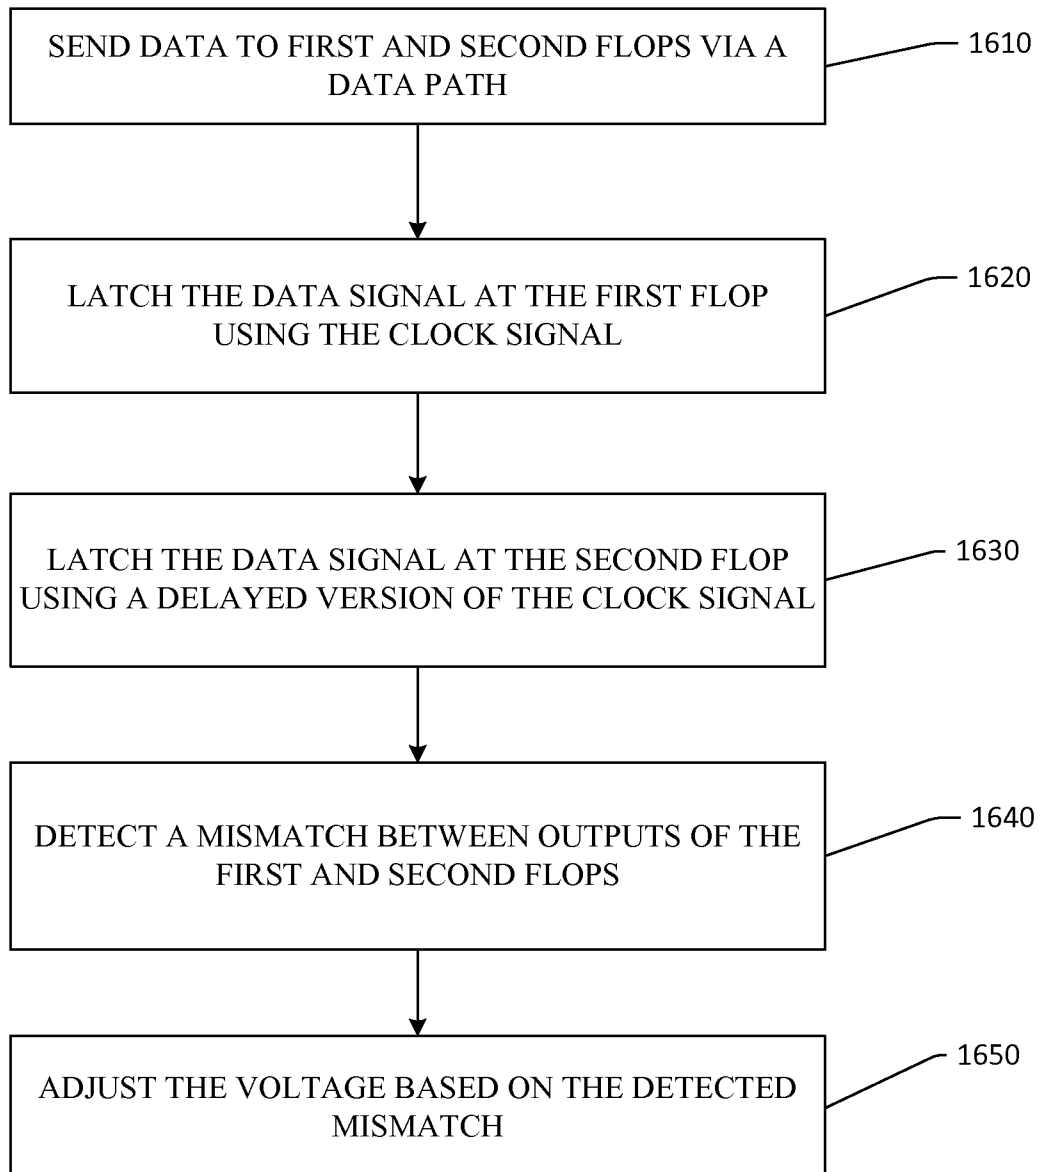 SEND DATA TO FIRST AND SECOND FLOPS VIA A
DATA PATH
1610
LATCH THE DATA SIGNAL AT THE FIRST FLOP
USING THE CLOCK SIGNAL
1620
LATCH THE DATA SIGNAL AT THE SECOND FLOP
USING A DELAYED VERSION OF THE CLOCK SIGNAL
1630
DETECT A MISMATCH BETWEEN OUTPUTS OF THE
FIRST AND SECOND FLOPS
1640
ADJUST THE VOLTAGE BASED ON THE DETECTED
MISMATCH
1650